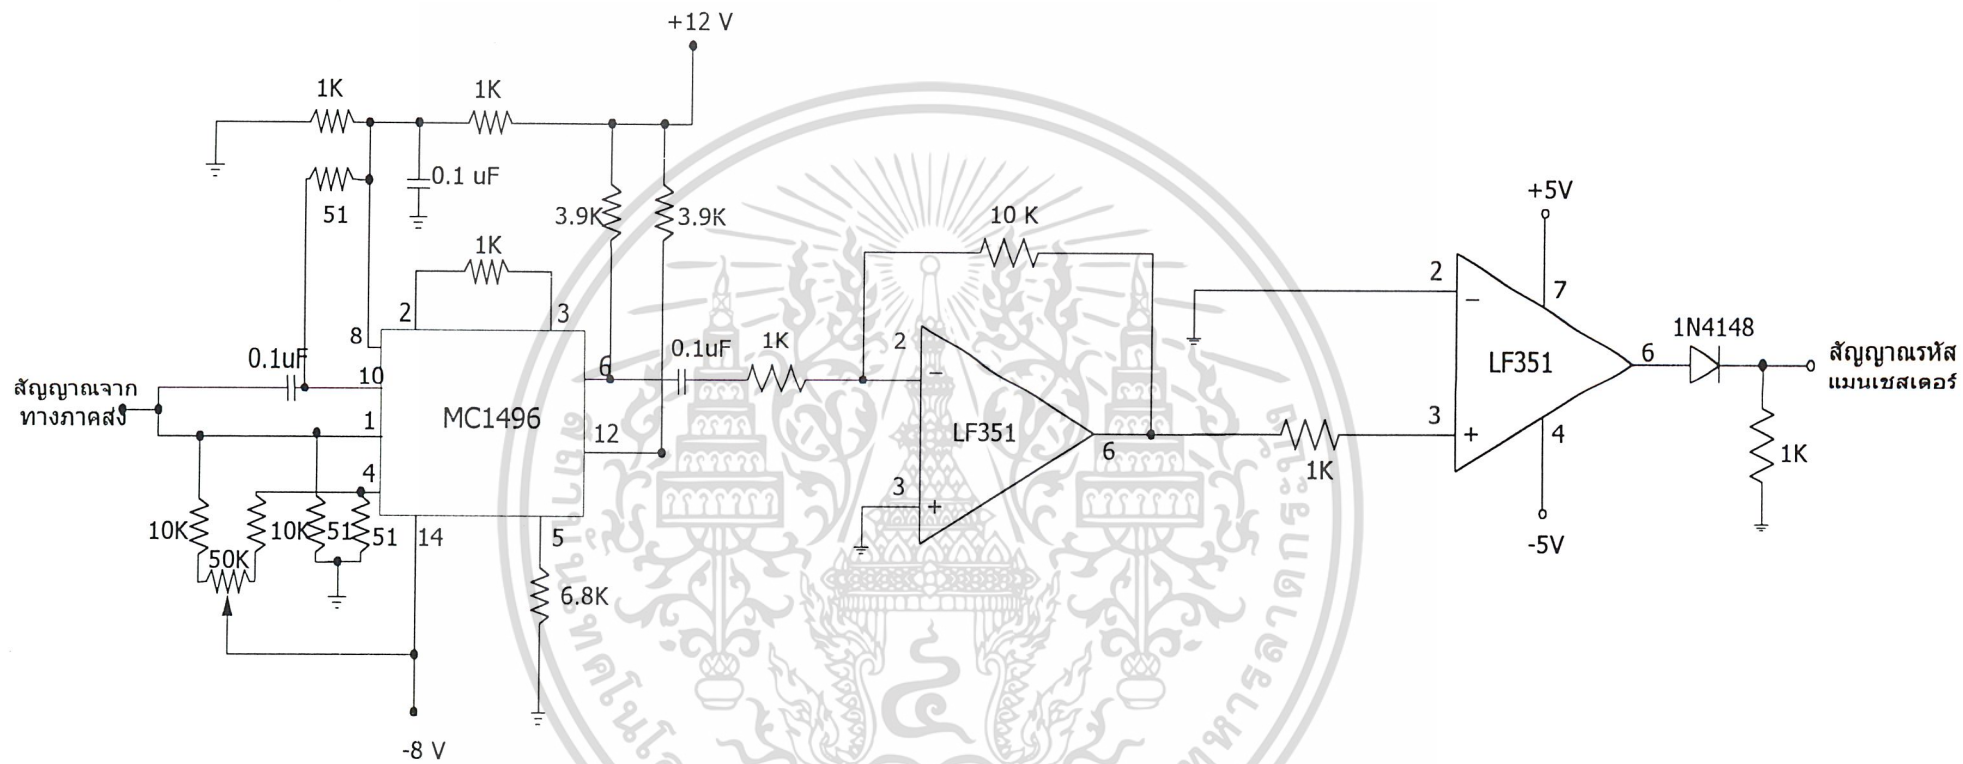 +12 V
1K
1K
51
0.1 uF
3.9K
3.9K
1K
2
3
8
0.1uF
10
6
สัญญาณจาก
ทางภาคส่ง
1
MC1496
12
4
10K
50K
10K
51
51
14
5
6.8K
-8 V
0.1uF
1K
10 K
2
−
LF351
3
+
6
1K
+5V
2
−
7
LF351
3
+
4
-5V
6
1N4148
1K
สัญญาณรหัส
แมนเชสเตอร์